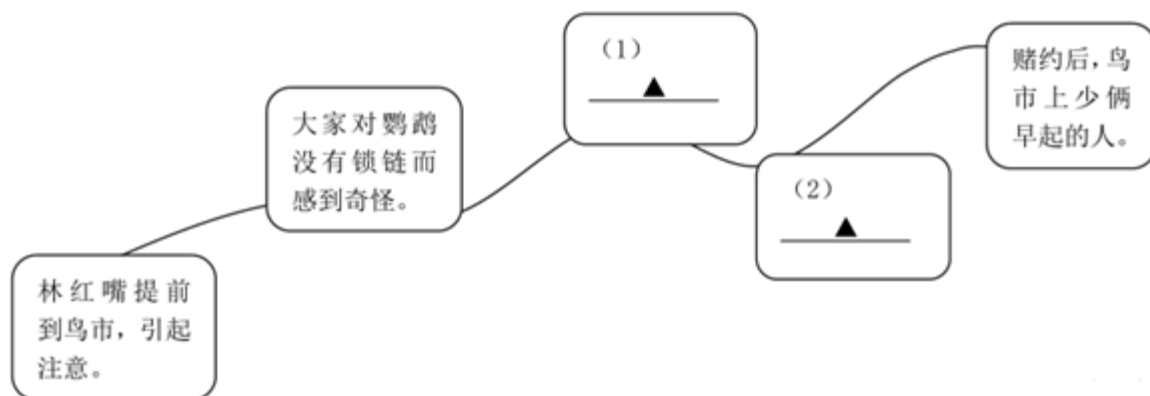 林红嘴提前
到鸟市，引起
注意。
大家对鹦鹉
没有锁链而
感到奇怪。
（1）
▲
（2）
▲
赌约后，鸟
市上少俩
早起的人。